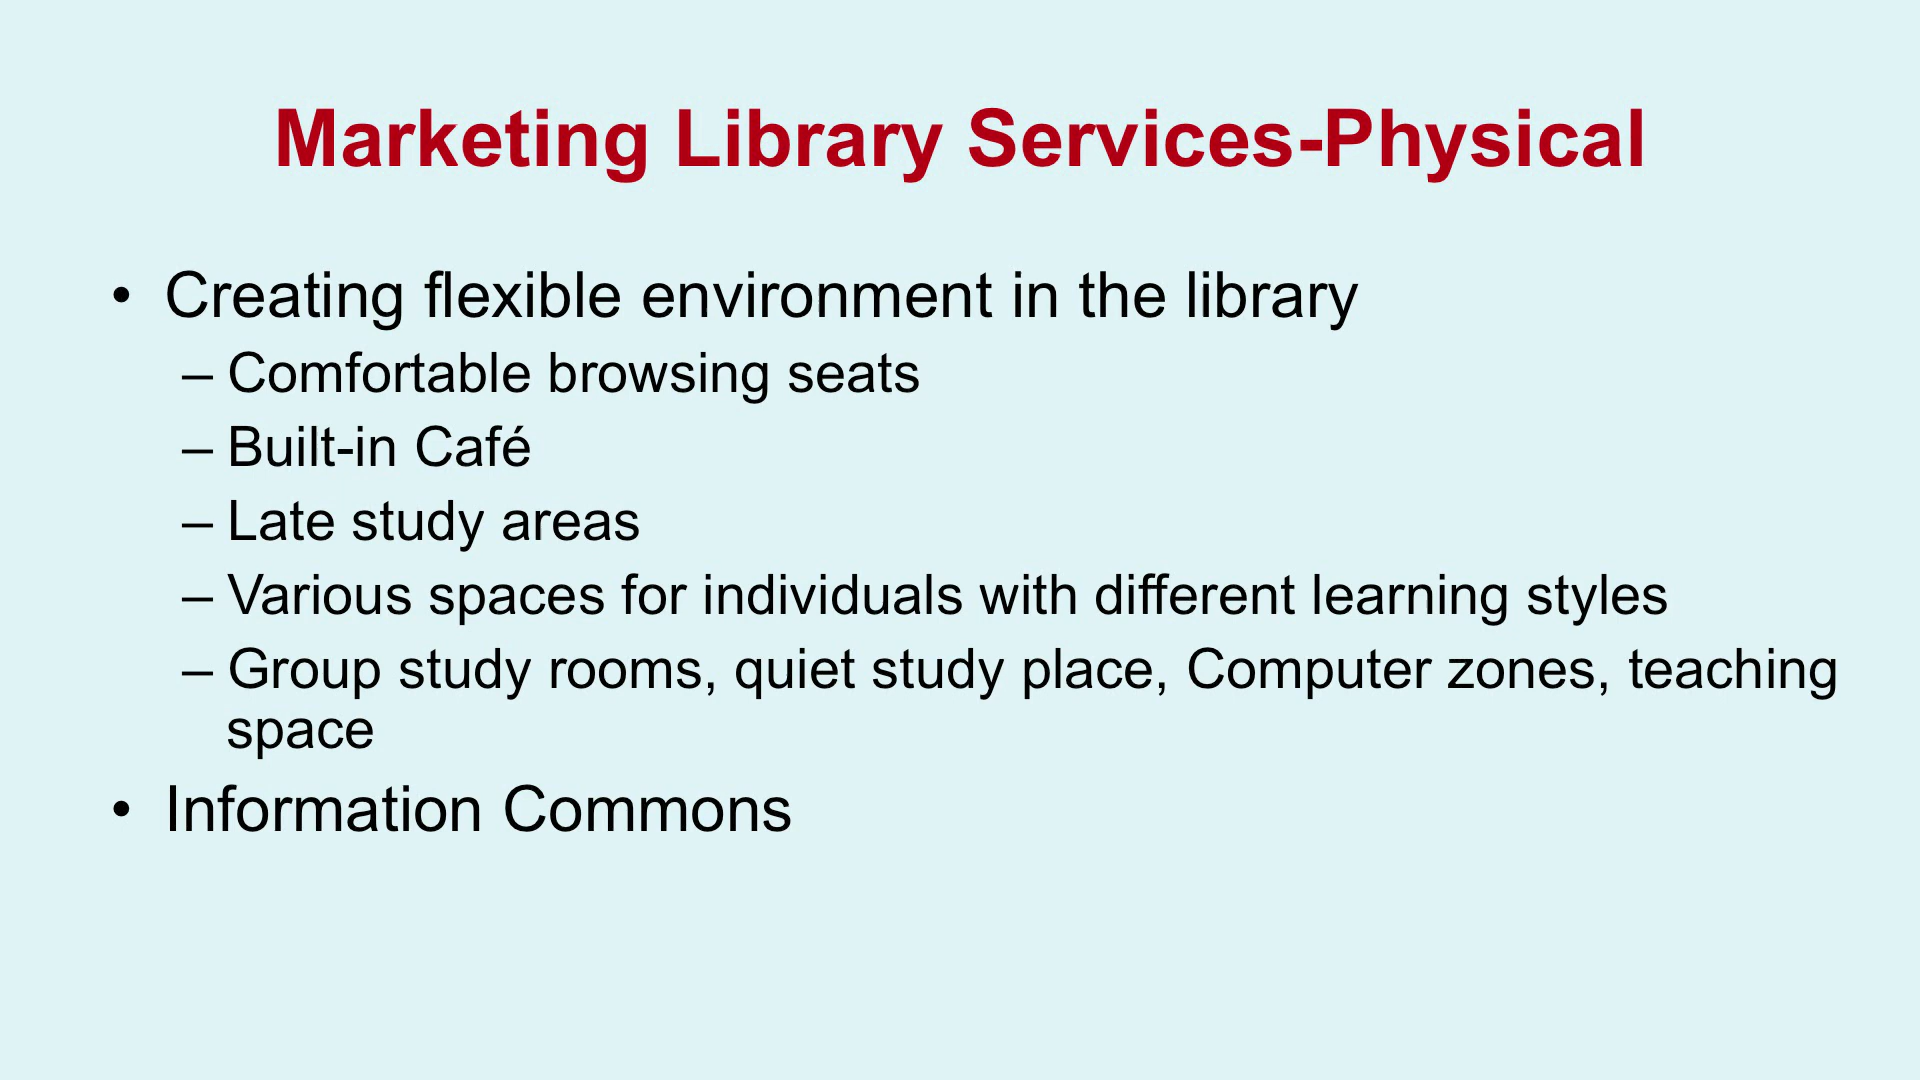 Marketing Library Services-Physical
• Creating flexible environment in the library
– Comfortable browsing seats
– Built-in Café
– Late study areas
– Various spaces for individuals with different learning styles
– Group study rooms, quiet study place, Computer zones, teaching
space
• Information Commons